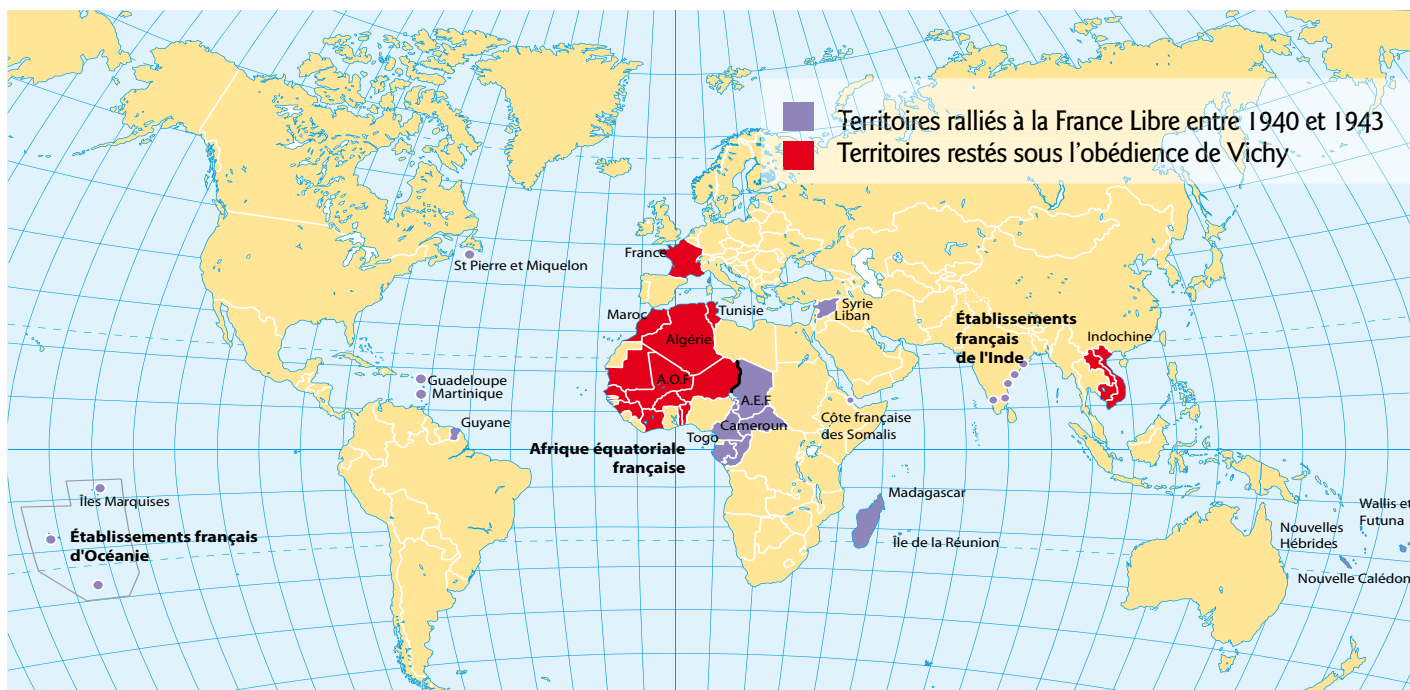 Territoires ralliés à la France Libre entre 1940 et 1943
Territoires restés sous l'obédience de Vichy
France
St Pierre et Miquelon
Maroc
Tunisie
Algérie
Syrie
Liban
Établissements
français
de l'Inde
Indochine
A.O.F
A.E.F
Guadeloupe
Martinique
Guyane
Togo
Cameroun
Côte française
des Somalis
Afrique équatoriale
française
Îles Marquises
Établissements français
d'Océanie
Madagascar
Île de la Réunion
Wallis et
Futuna
Nouvelles
Hébrides
Nouvelle Calédon